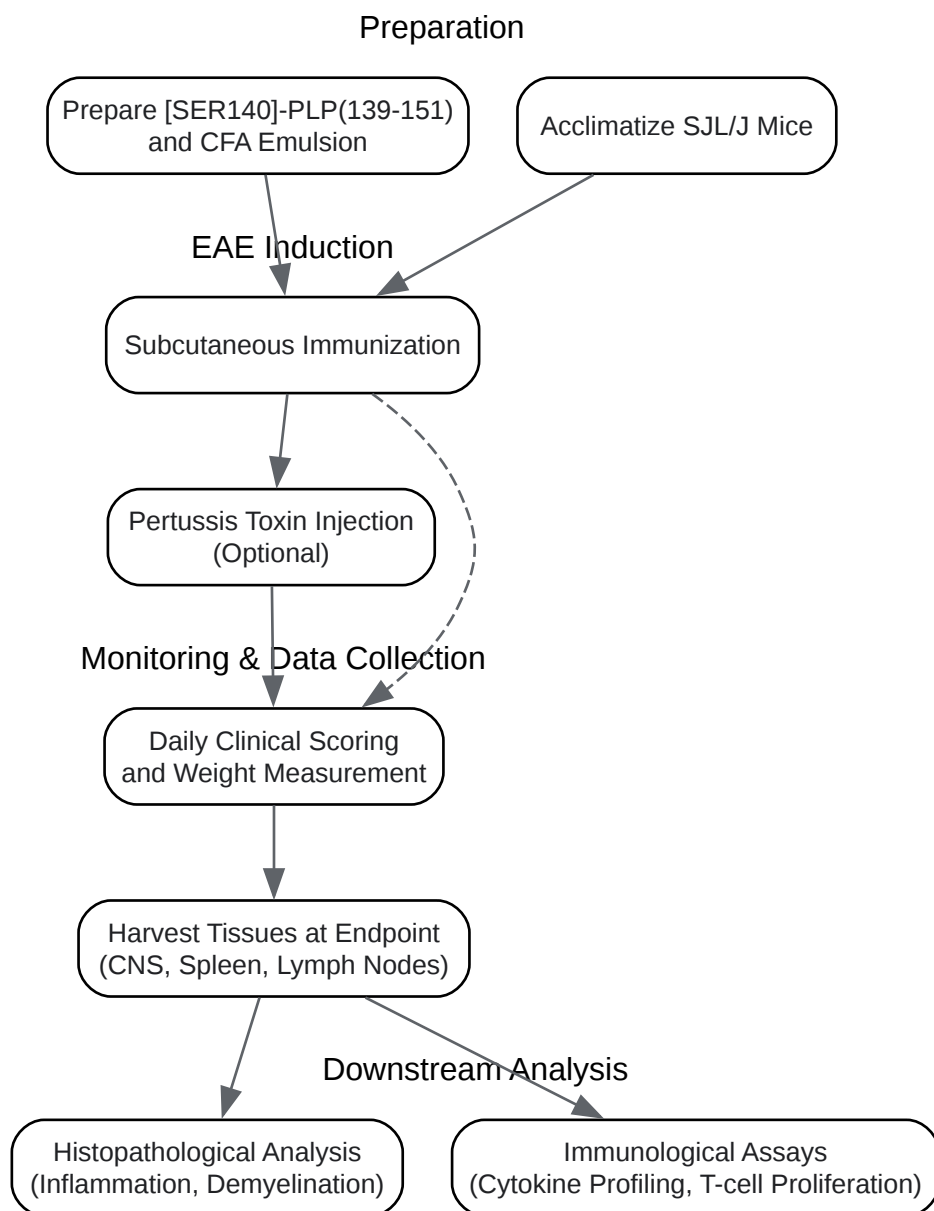 Preparation
Prepare [SER140]-PLP(139-151)
and CFA Emulsion
Acclimatize SJL/J Mice
EAE Induction
Subcutaneous Immunization
Pertussis Toxin Injection
(Optional)
Monitoring & Data Collection
Daily Clinical Scoring
and Weight Measurement
Harvest Tissues at Endpoint
(CNS, Spleen, Lymph Nodes)
Downstream Analysis
Histopathological Analysis
(Inflammation, Demyelination)
Immunological Assays
(Cytokine Profiling, T-cell Proliferation)